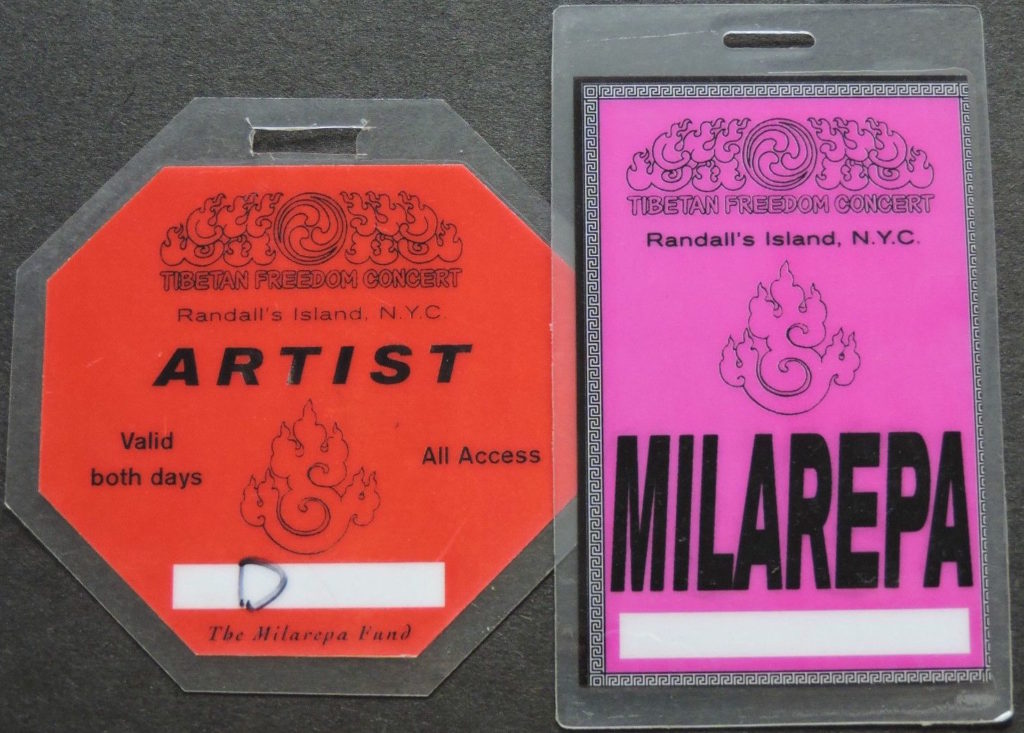 TIBETAN FREEDOM CONCERT
Randall's Island, N.Y.C.
ARTIST
Valid
both days
All Access
D
The Milarepa Fund
TIBETAN FREEDOM CONCERT
Randall's Island, N.Y.C.
MILAREPA